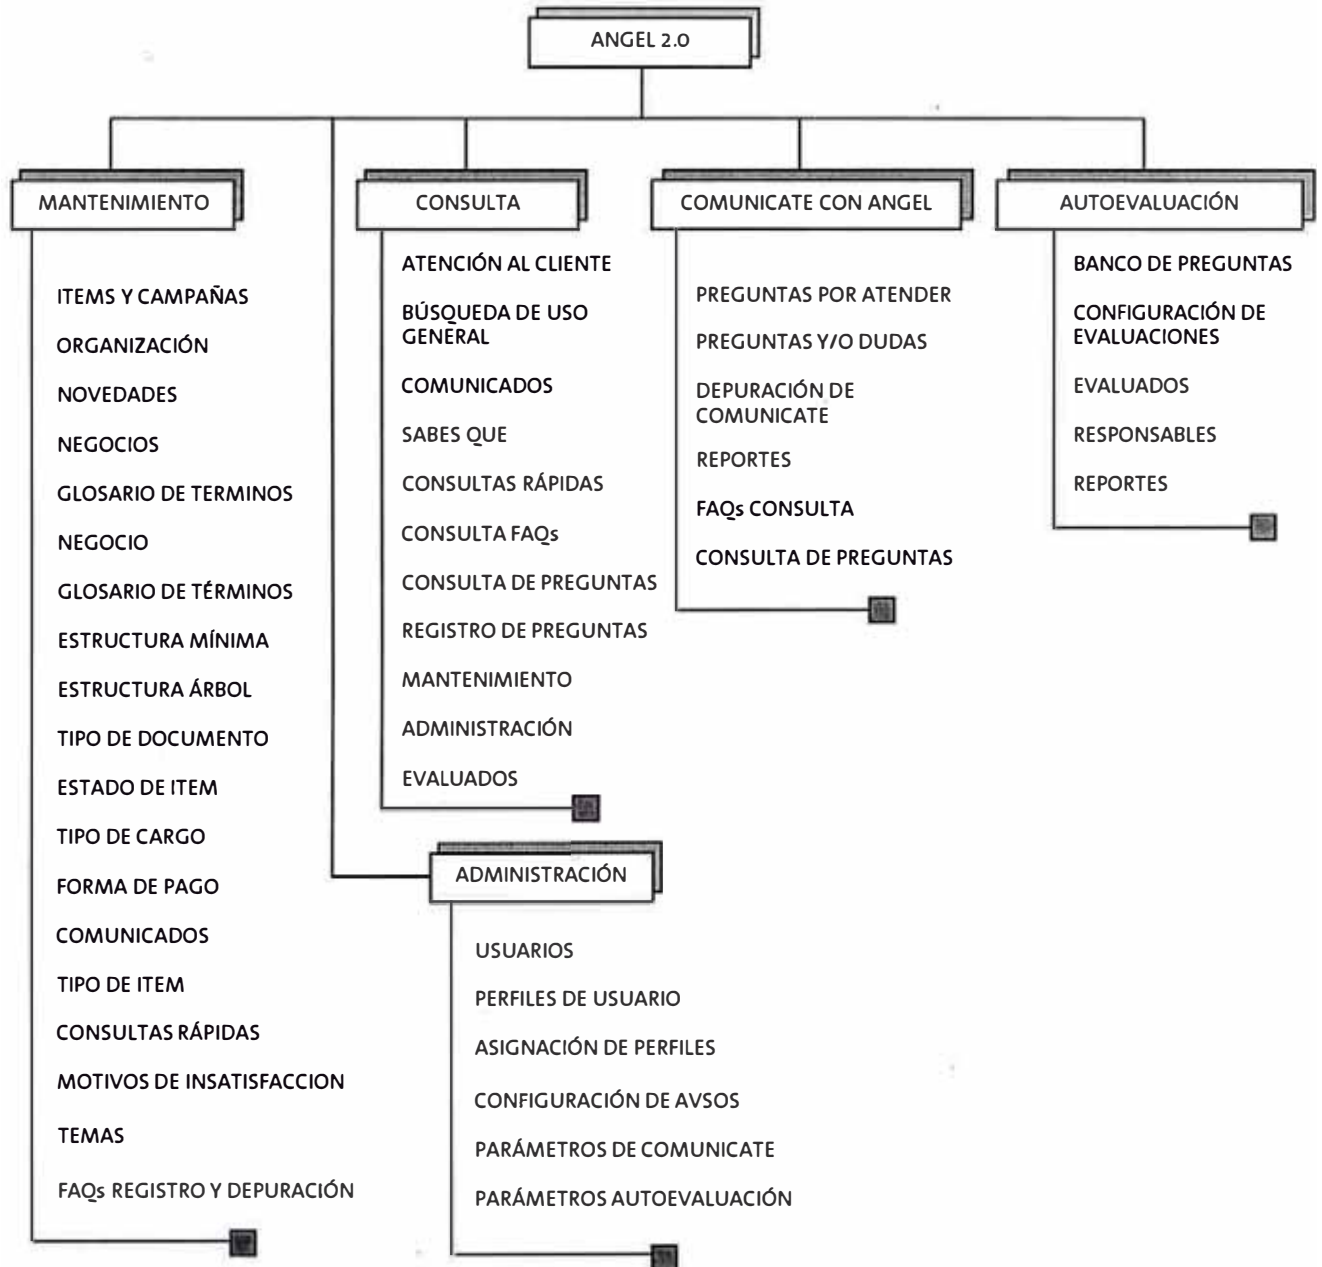 ANGEL 2.0
MANTENIMIENTO
ITEMS Y CAMPAÑAS
ORGANIZACIÓN
NOVEDADES
NEGOCIOS
GLOSARIO DE TERMINOS
NEGOCIO
GLOSARIO DE TÉRMINOS
ESTRUCTURA MÍNIMA
ESTRUCTURA ÁRBOL
TIPO DE DOCUMENTO
ESTADO DE ITEM
TIPO DE CARGO
FORMA DE PAGO
COMUNICADOS
TIPO DE ITEM
CONSULTAS RÁPIDAS
MOTIVOS DE INSATISFACCION
TEMAS
FAQs REGISTRO Y DEPURACIÓN
CONSULTA
ATENCIÓN AL CLIENTE
BÚSQUEDA DE USO
GENERAL
COMUNICADOS
SABES QUE
CONSULTAS RÁPIDAS
CONSULTA FAQs
CONSULTA DE PREGUNTAS
REGISTRO DE PREGUNTAS
MANTENIMIENTO
ADMINISTRACIÓN
EVALUADOS
COMUNICATE CON ANGEL
PREGUNTAS POR ATENDER
PREGUNTAS Y/O DUDAS
DEPURACIÓN DE
COMUNICATE
REPORTES
FAQs CONSULTA
CONSULTA DE PREGUNTAS
AUTOEVALUACIÓN
BANCO DE PREGUNTAS
CONFIGURACIÓN DE
EVALUACIONES
EVALUADOS
RESPONSABLES
REPORTES
ADMINISTRACIÓN
USUARIOS
PERFILES DE USUARIO
ASIGNACIÓN DE PERFILES
CONFIGURACIÓN DE AVSOS
PARÁMETROS DE COMUNICATE
PARÁMETROS AUTOEVALUACIÓN